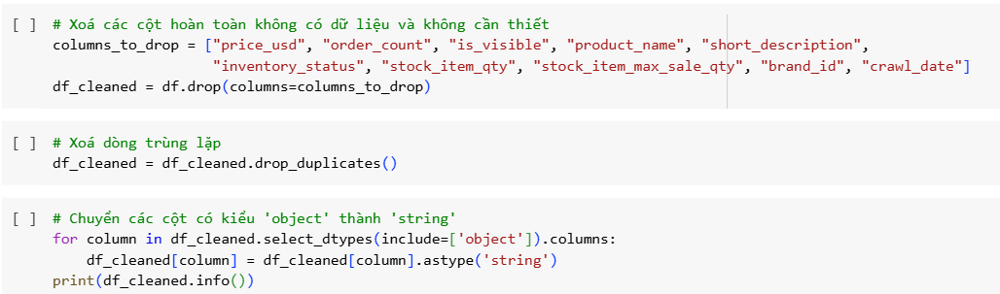 [ ] # Xoá các cột hoàn toàn không có dữ liệu và không cần thiết
columns_to_drop = ["price_usd", "order_count", "is_visible", "product_name", "short_description",
"inventory_status", "stock_item_qty", "stock_item_max_sale_qty", "brand_id", "crawl_date"]
df_cleaned = df.drop(columns=columns_to_drop)
[ ] # Xoá dòng trùng lặp
df_cleaned = df_cleaned.drop_duplicates()
[ ] # Chuyển các cột có kiểu 'object' thành 'string'
for column in df_cleaned.select_dtypes(include=['object']).columns:
df_cleaned[column] = df_cleaned[column].astype('string')
print(df_cleaned.info())